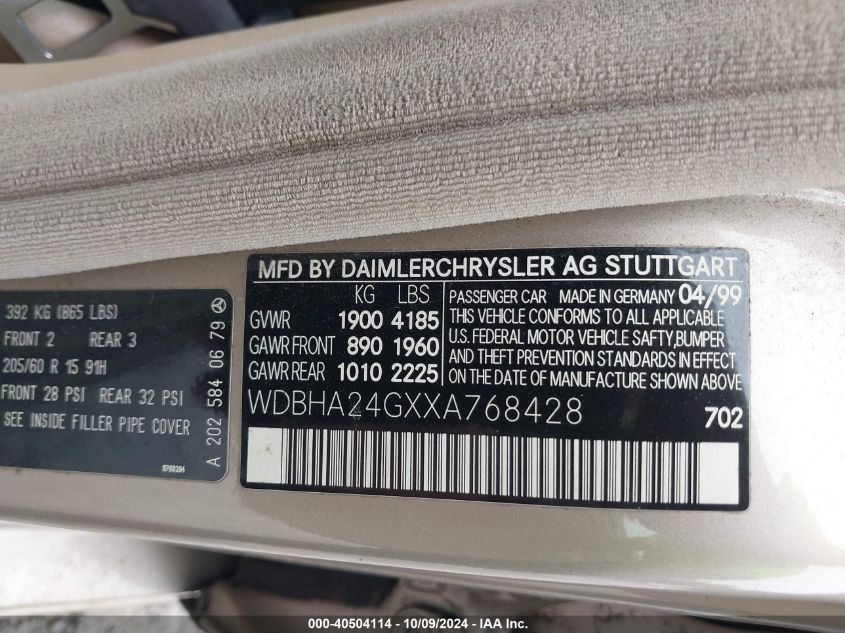 392 KG (865 LBS)
FRONT 2 REAR 3
205/60 R 15 91H
FRONT 28 PSI REAR 32 PSI
SEE INSIDE FILLER PIPE COVER
A 202 584 06 79
MFD BY DAIMLERCHRYSLER AG STUTTGART
KG LBS
GVWR 1900 4185
GAWR FRONT 890 1960
GAWR REAR 1010 2225
PASSENGER CAR MADE IN GERMANY 04/99
THIS VEHICLE CONFORMS TO ALL APPLICABLE
U.S. FEDERAL MOTOR VEHICLE SAFTY,BUMPER
AND THEFT PREVENTION STANDARDS IN EFFECT
ON THE DATE OF MANUFACTURE SHOWN ABOVE
WDBHA24GXXA768428
702
000-40504114 - 10/09/2024 - IAA Inc.